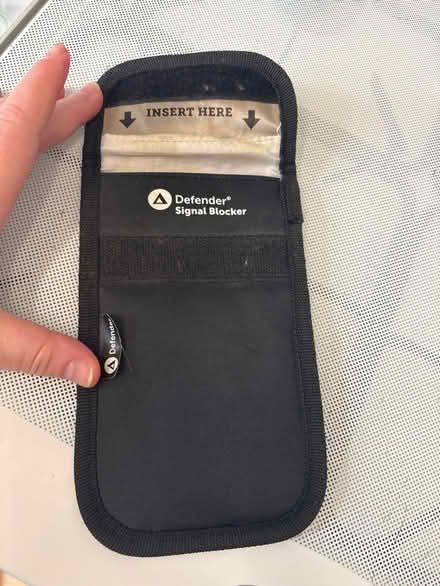 INSERT HERE
Defender®
Signal Blocker
Defender